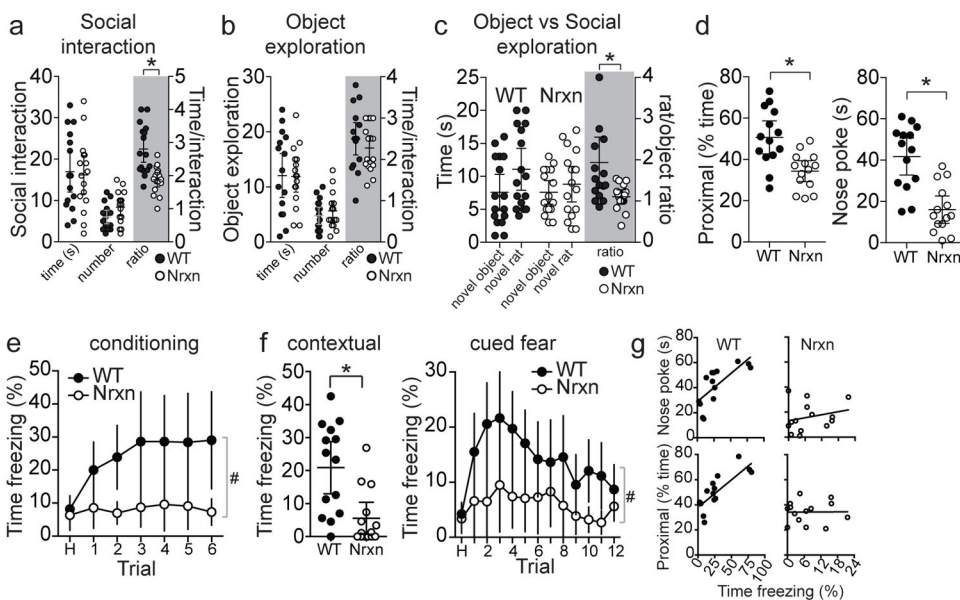 a
Social
interaction
*
Social interaction
40
30
20
10
0
5
4
3
2
1
0
Time/interaction
time (s)
number
ratio
WT
Nrxn
b
Object
exploration
Object exploration
30
20
10
0
4
3
2
1
0
Time/interaction
time (s)
number
ratio
WT
Nrxn
c
Object vs Social
exploration
*
WT
Nrxn
Time (s)
25
20
15
10
5
0
4
3
2
1
0
rat/object ratio
novel object
novel rat
novel object
novel rat
ratio
WT
Nrxn
d
*
Proximal (% time)
80
60
40
20
0
WT
Nrxn
*
Nose poke (s)
80
60
40
20
0
WT
Nrxn
e
conditioning
WT
Nrxn
Time freezing (%)
50
40
30
20
10
0
#
H 1 2 3 4 5 6
Trial
f
contextual
*
Time freezing (%)
50
40
30
20
10
0
WT
Nrxn
cued fear
WT
Nrxn
Time freezing (%)
30
20
10
0
#
H 2 4 6 8 10 12
Trial
g
WT
Nrxn
Nose poke (s)
80
60
40
20
0
Proximal (% time)
80
60
40
20
0
0 25 50 75 100
0 6 12 18 24
Time freezing (%)